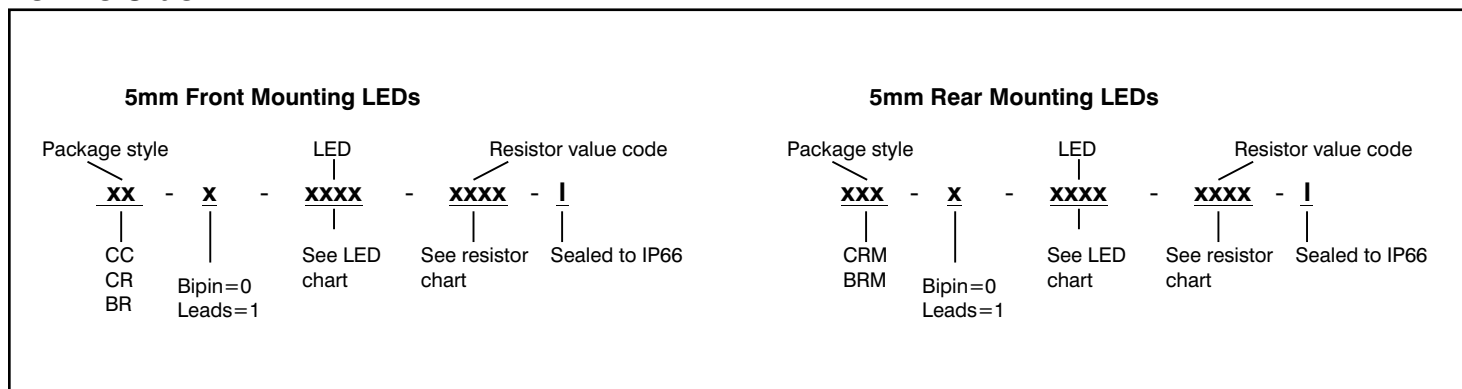 5mm Front Mounting LEDs
Package style LED Resistor value code
xx - x - xxxx - xxxx - I
CC
CR
BR
Bipin=0
Leads=1
See LED
chart
See resistor
chart
Sealed to IP66
5mm Rear Mounting LEDs
Package style LED Resistor value code
xxx - x - xxxx - xxxx - I
CRM
BRM
Bipin=0
Leads=1
See LED
chart
See resistor
chart
Sealed to IP66